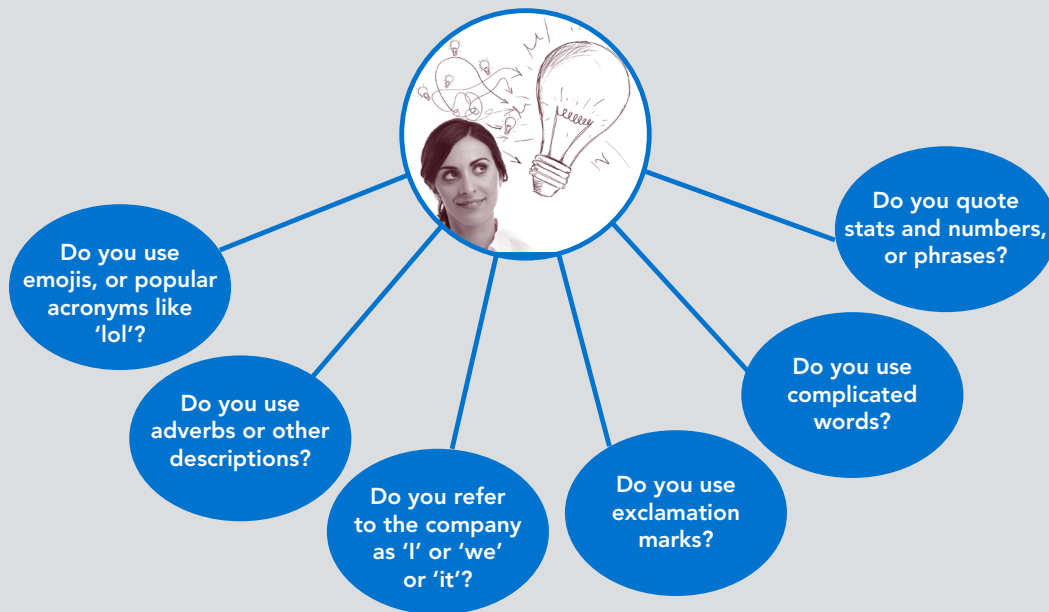 Do you use
emojis, or popular
acronyms like
‘lol’?
Do you use
adverbs or other
descriptions?
Do you refer
to the company
as ‘I’ or ‘we’
or ‘it’?
Do you use
exclamation
marks?
Do you use
complicated
words?
Do you quote
stats and numbers,
or phrases?